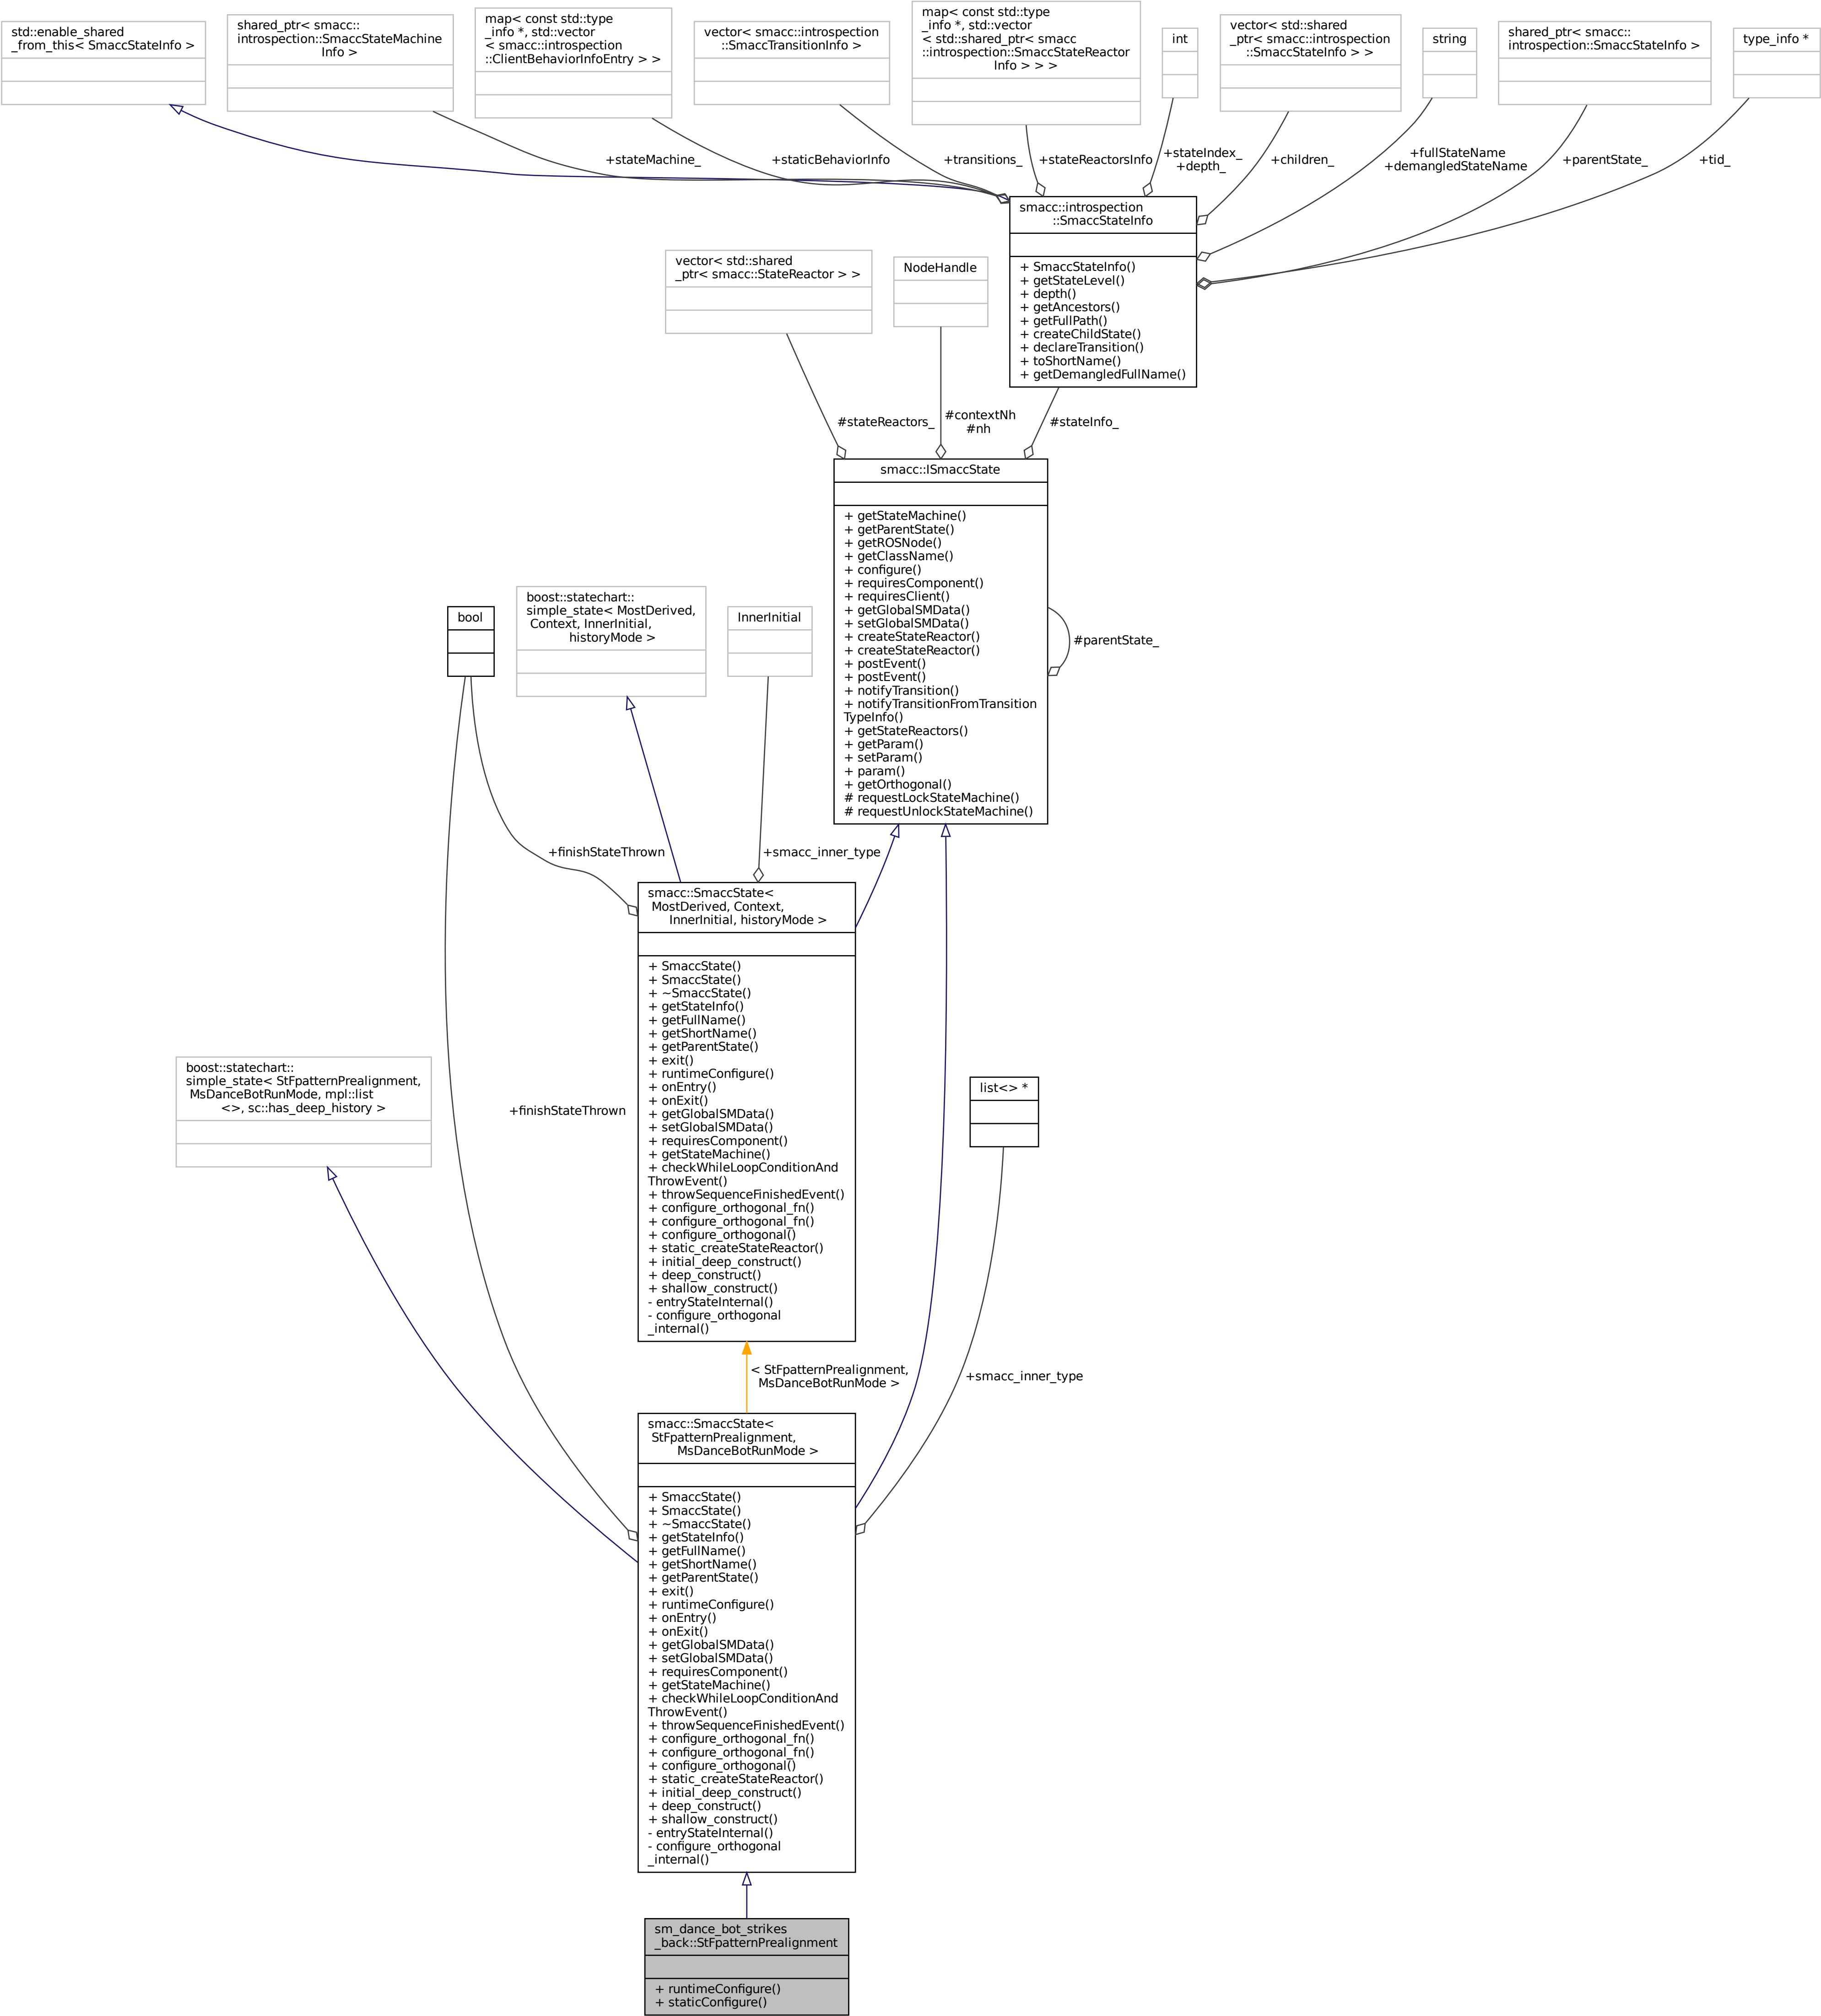 std::enable_shared
_from_this< SmaccStateInfo >
shared_ptr< smacc::
introspection::SmaccStateMachine
Info >
map< const std::type
_info *, std::vector
< smacc::introspection
::ClientBehaviorInfoEntry > >
vector< smacc::introspection
::SmaccTransitionInfo >
map< const std::type
_info *, std::vector
< std::shared_ptr< smacc
::introspection::SmaccStateReactor
Info > > >
int
vector< std::shared
_ptr< smacc::introspection
::SmaccStateInfo > >
string
shared_ptr< smacc::
introspection::SmaccStateInfo >
type_info *
+stateMachine_
+staticBehaviorInfo
+transitions_
+stateReactorsInfo
+stateIndex_
+depth_
+children_
+fullStateName
+demangledStateName
+parentState_
+tid_
smacc::introspection
::SmaccStateInfo
+ SmaccStateInfo()
+ getStateLevel()
+ depth()
+ getAncestors()
+ getFullPath()
+ createChildState()
+ declareTransition()
+ toShortName()
+ getDemangledFullName()
vector< std::shared
_ptr< smacc::StateReactor > >
NodeHandle
#stateReactors_
#contextNh
#nh
#stateInfo_
smacc::ISmaccState
+ getStateMachine()
+ getParentState()
+ getROSNode()
+ getClassName()
+ configure()
+ requiresComponent()
+ requiresClient()
+ getGlobalSMData()
+ setGlobalSMData()
+ createStateReactor()
+ createStateReactor()
+ postEvent()
+ postEvent()
+ notifyTransition()
+ notifyTransitionFromTransition
TypeInfo()
+ getStateReactors()
+ getParam()
+ setParam()
+ param()
+ getOrthogonal()
# requestLockStateMachine()
# requestUnlockStateMachine()
#parentState_
bool
boost::statechart::
simple_state< MostDerived,
Context, InnerInitial,
historyMode >
InnerInitial
+finishStateThrown
+smacc_inner_type
smacc::SmaccState<
MostDerived, Context,
InnerInitial, historyMode >
+ SmaccState()
+ SmaccState()
+ ~SmaccState()
+ getStateInfo()
+ getFullName()
+ getShortName()
+ getParentState()
+ exit()
+ runtimeConfigure()
+ onEntry()
+ onExit()
+ getGlobalSMData()
+ setGlobalSMData()
+ requiresComponent()
+ getStateMachine()
+ checkWhileLoopConditionAnd
ThrowEvent()
+ throwSequenceFinishedEvent()
+ configure_orthogonal_fn()
+ configure_orthogonal_fn()
+ configure_orthogonal()
+ static_createStateReactor()
+ initial_deep_construct()
+ deep_construct()
+ shallow_construct()
- entryStateInternal()
- configure_orthogonal
_internal()
boost::statechart::
simple_state< StFpatternPrealignment,
MsDanceBotRunMode, mpl::list
<>, sc::has_deep_history >
+finishStateThrown
list<> *
< StFpatternPrealignment,
MsDanceBotRunMode >
+smacc_inner_type
smacc::SmaccState<
StFpatternPrealignment,
MsDanceBotRunMode >
+ SmaccState()
+ SmaccState()
+ ~SmaccState()
+ getStateInfo()
+ getFullName()
+ getShortName()
+ getParentState()
+ exit()
+ runtimeConfigure()
+ onEntry()
+ onExit()
+ getGlobalSMData()
+ setGlobalSMData()
+ requiresComponent()
+ getStateMachine()
+ checkWhileLoopConditionAnd
ThrowEvent()
+ throwSequenceFinishedEvent()
+ configure_orthogonal_fn()
+ configure_orthogonal_fn()
+ configure_orthogonal()
+ static_createStateReactor()
+ initial_deep_construct()
+ deep_construct()
+ shallow_construct()
- entryStateInternal()
- configure_orthogonal
_internal()
sm_dance_bot_strikes
_back::StFpatternPrealignment
+ runtimeConfigure()
+ staticConfigure()